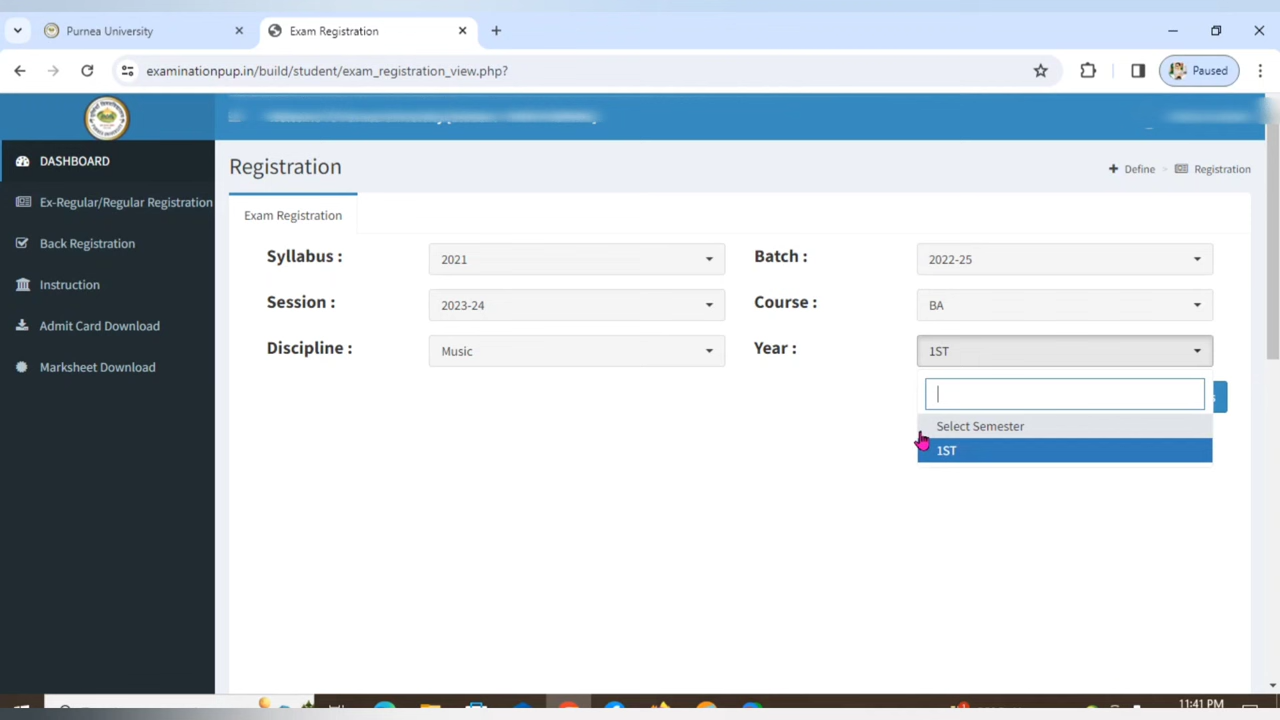 Purnea University
Exam Registration
examinationpup.in/build/student/exam_registration_view.php?
Paused
DASHBOARD
Ex-Regular/Regular Registration
Back Registration
Instruction
Admit Card Download
Marksheet Download
Registration
Define > Registration
Exam Registration
Syllabus : 2021 Batch : 2022-25
Session : 2023-24 Course : BA
Discipline : Music Year : 1ST
Select Semester
1ST
11:41 PM